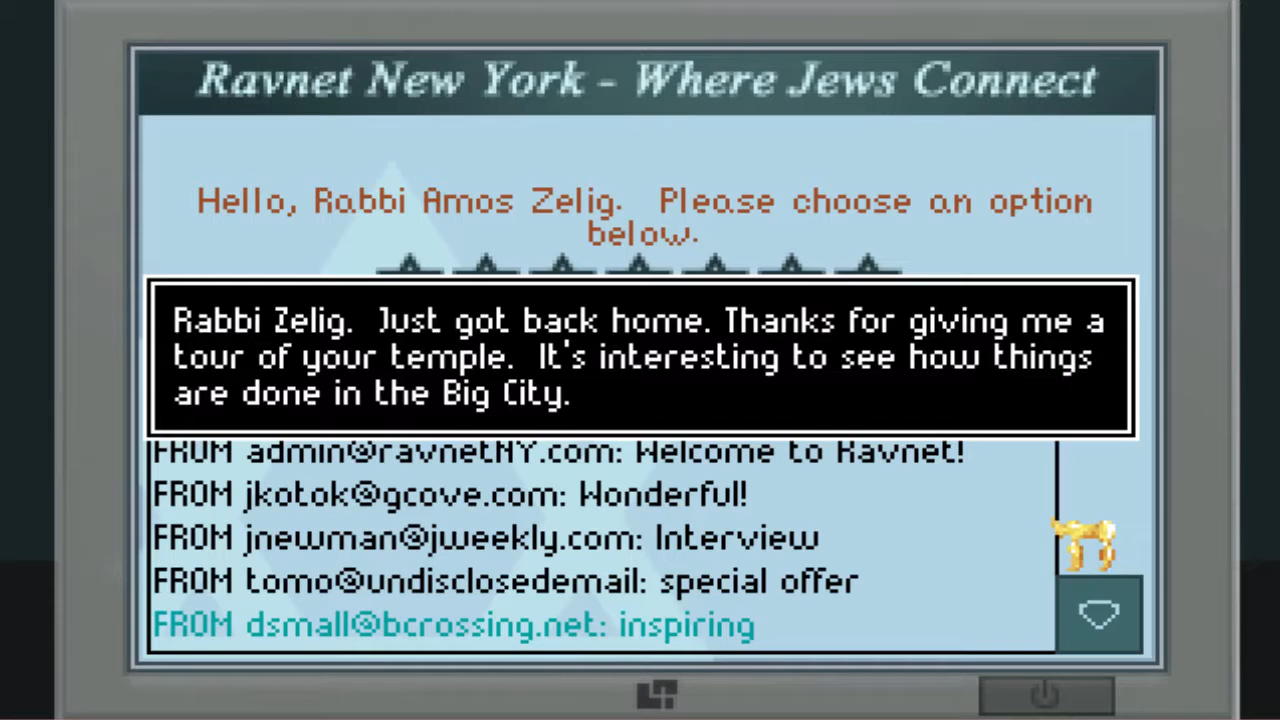 Ravnet New York - Where Jews Connect
Hello, Rabbi Amos Zelig. Please choose an option
below.
Rabbi Zelig. Just got back home. Thanks for giving me a
tour of your temple. It's interesting to see how things
are done in the Big City.
FROM admin@ravnetNY.com: Welcome to Ravnet!
FROM jkotok@gcove.com: Wonderful!
FROM jnewman@jweekly.com: Interview
FROM tomo@undisclosedemail: special offer
FROM dsmall@bcrossing.net: inspiring